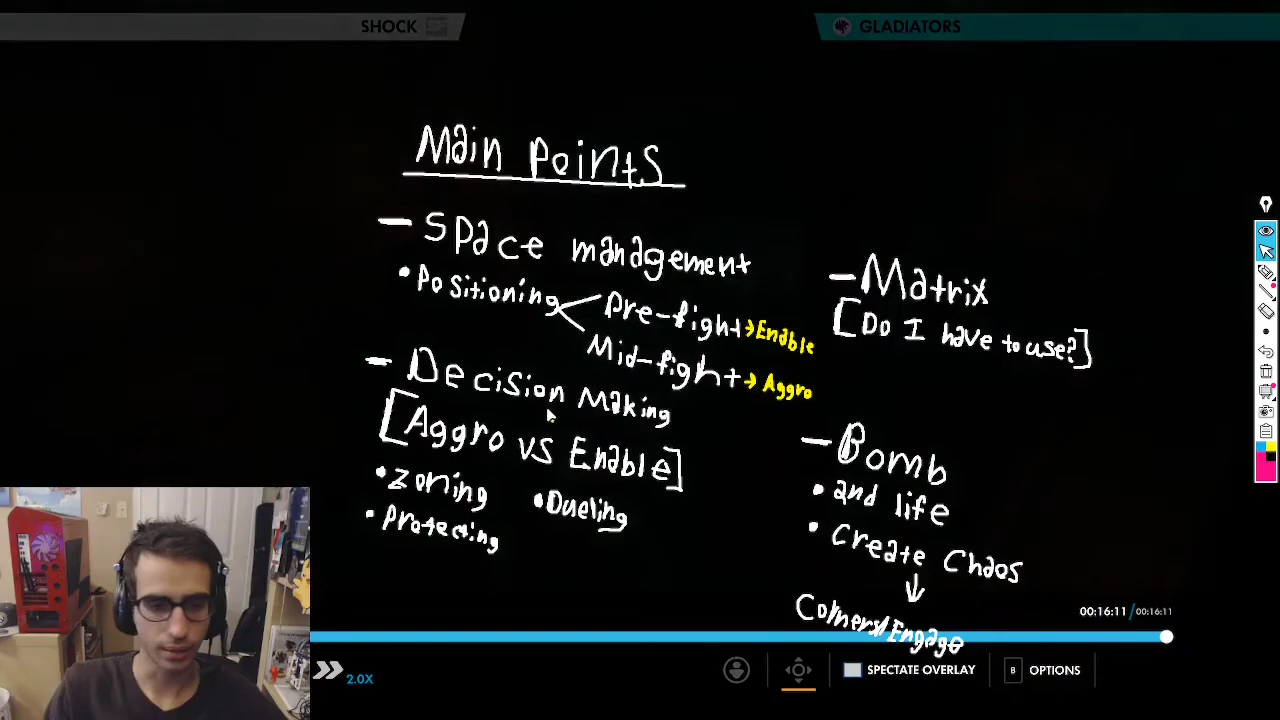 SHOCK
GLADIATORS
Main Points
- Space management
• Positioning
Pre-fight → Enable
Mid-fight → Aggro
- Decision Making
[Aggro vs Enable]
• Zoning
• Dueling
• Protecting
- Matrix
[Do I have to use?]
- Bomb
• 2nd life
• Create Chaos
↓
Corners/Engage
00:16:11/00:16:11
2.0X
SPECTATE OVERLAY
B OPTIONS